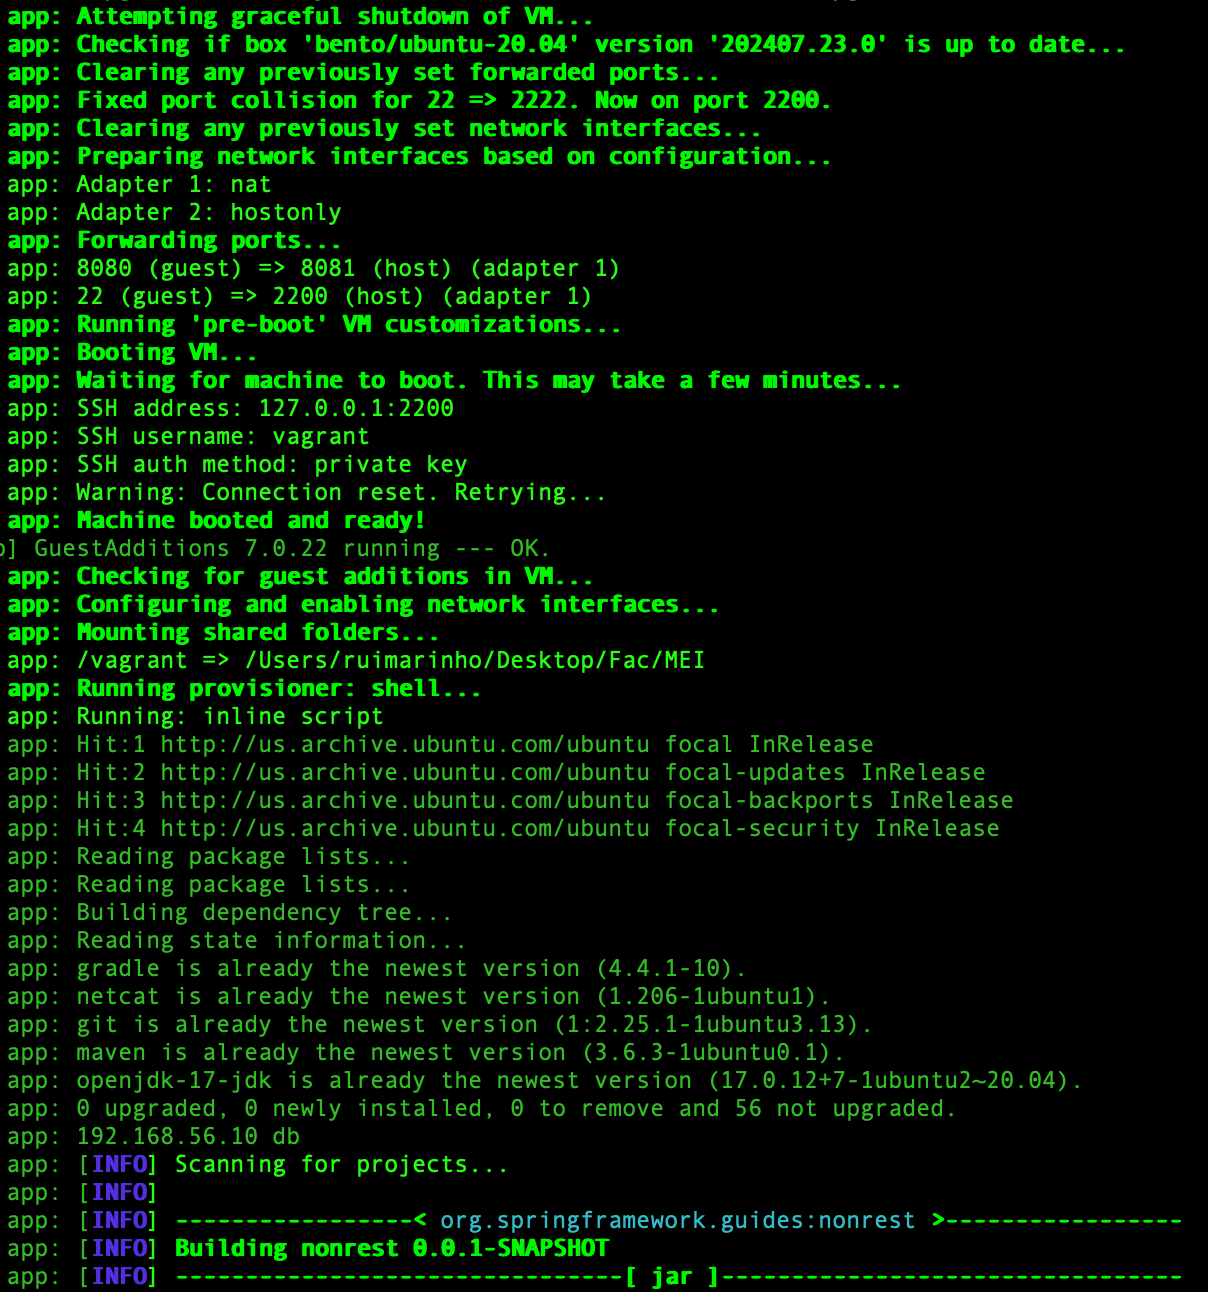 app: Attempting graceful shutdown of VM...
app: Checking if box 'bento/ubuntu-20.04' version '202407.23.0' is up to date...
app: Clearing any previously set forwarded ports...
app: Fixed port collision for 22 => 2222. Now on port 2200.
app: Clearing any previously set network interfaces...
app: Preparing network interfaces based on configuration...
app: Adapter 1: nat
app: Adapter 2: hostonly
app: Forwarding ports...
app: 8080 (guest) => 8081 (host) (adapter 1)
app: 22 (guest) => 2200 (host) (adapter 1)
app: Running 'pre-boot' VM customizations...
app: Booting VM...
app: Waiting for machine to boot. This may take a few minutes...
app: SSH address: 127.0.0.1:2200
app: SSH username: vagrant
app: SSH auth method: private key
app: Warning: Connection reset. Retrying...
app: Machine booted and ready!
] GuestAdditions 7.0.22 running --- OK.
app: Checking for guest additions in VM...
app: Configuring and enabling network interfaces...
app: Mounting shared folders...
app: /vagrant => /Users/ruimarinho/Desktop/Fac/MEI
app: Running provisioner: shell...
app: Running: inline script
app: Hit:1 http://us.archive.ubuntu.com/ubuntu focal InRelease
app: Hit:2 http://us.archive.ubuntu.com/ubuntu focal-updates InRelease
app: Hit:3 http://us.archive.ubuntu.com/ubuntu focal-backports InRelease
app: Hit:4 http://us.archive.ubuntu.com/ubuntu focal-security InRelease
app: Reading package lists...
app: Reading package lists...
app: Building dependency tree...
app: Reading state information...
app: gradle is already the newest version (4.4.1-10).
app: netcat is already the newest version (1.206-1ubuntu1).
app: git is already the newest version (1:2.25.1-1ubuntu3.13).
app: maven is already the newest version (3.6.3-1ubuntu0.1).
app: openjdk-17-jdk is already the newest version (17.0.12+7-1ubuntu2~20.04).
app: 0 upgraded, 0 newly installed, 0 to remove and 56 not upgraded.
app: 192.168.56.10 db
app: [INFO] Scanning for projects...
app: [INFO]
app: [INFO] -----------------< org.springframework.guides:nonrest >-----------------
app: [INFO] Building nonrest 0.0.1-SNAPSHOT
app: [INFO] --------------------------------[ jar ]---------------------------------